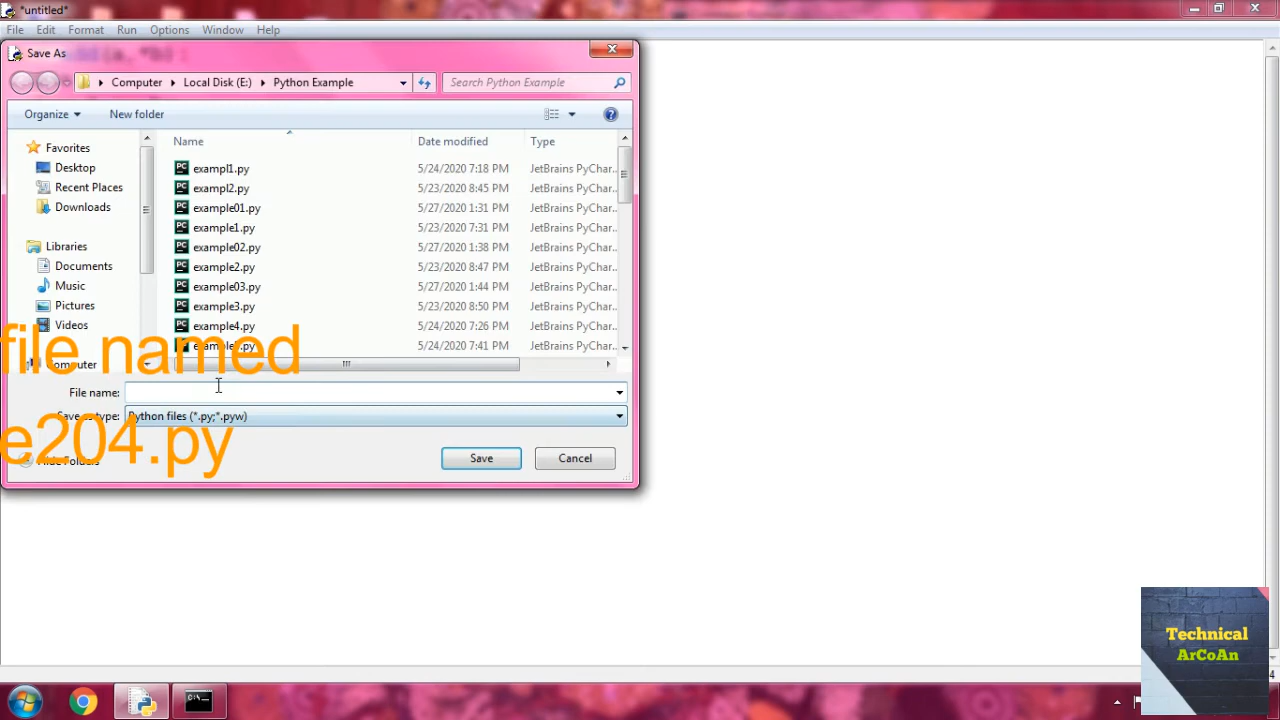 *untitled*
File Edit Format Run Options Window Help
Save As
Computer Local Disk (E:) Python Example Search Python Example
Organize New folder
Name Date modified Type
Favorites
Desktop
Recent Places
Downloads
Libraries
Documents
Music
Pictures
Videos
Computer
exampl1.py 5/24/2020 7:18 PM JetBrains PyChar...
exampl2.py 5/23/2020 8:45 PM JetBrains PyChar...
example01.py 5/27/2020 1:31 PM JetBrains PyChar...
example1.py 5/23/2020 7:31 PM JetBrains PyChar...
example02.py 5/27/2020 1:38 PM JetBrains PyChar...
example2.py 5/23/2020 8:47 PM JetBrains PyChar...
example03.py 5/27/2020 1:44 PM JetBrains PyChar...
example3.py 5/23/2020 8:50 PM JetBrains PyChar...
example4.py 5/24/2020 7:26 PM JetBrains PyChar...
5/24/2020 7:41 PM JetBrains PyChar...
file named
e204.py
File name:
Save as type: Python files (*.py;*.pyw)
Hide Folders
Save Cancel
Technical
ArCoAn